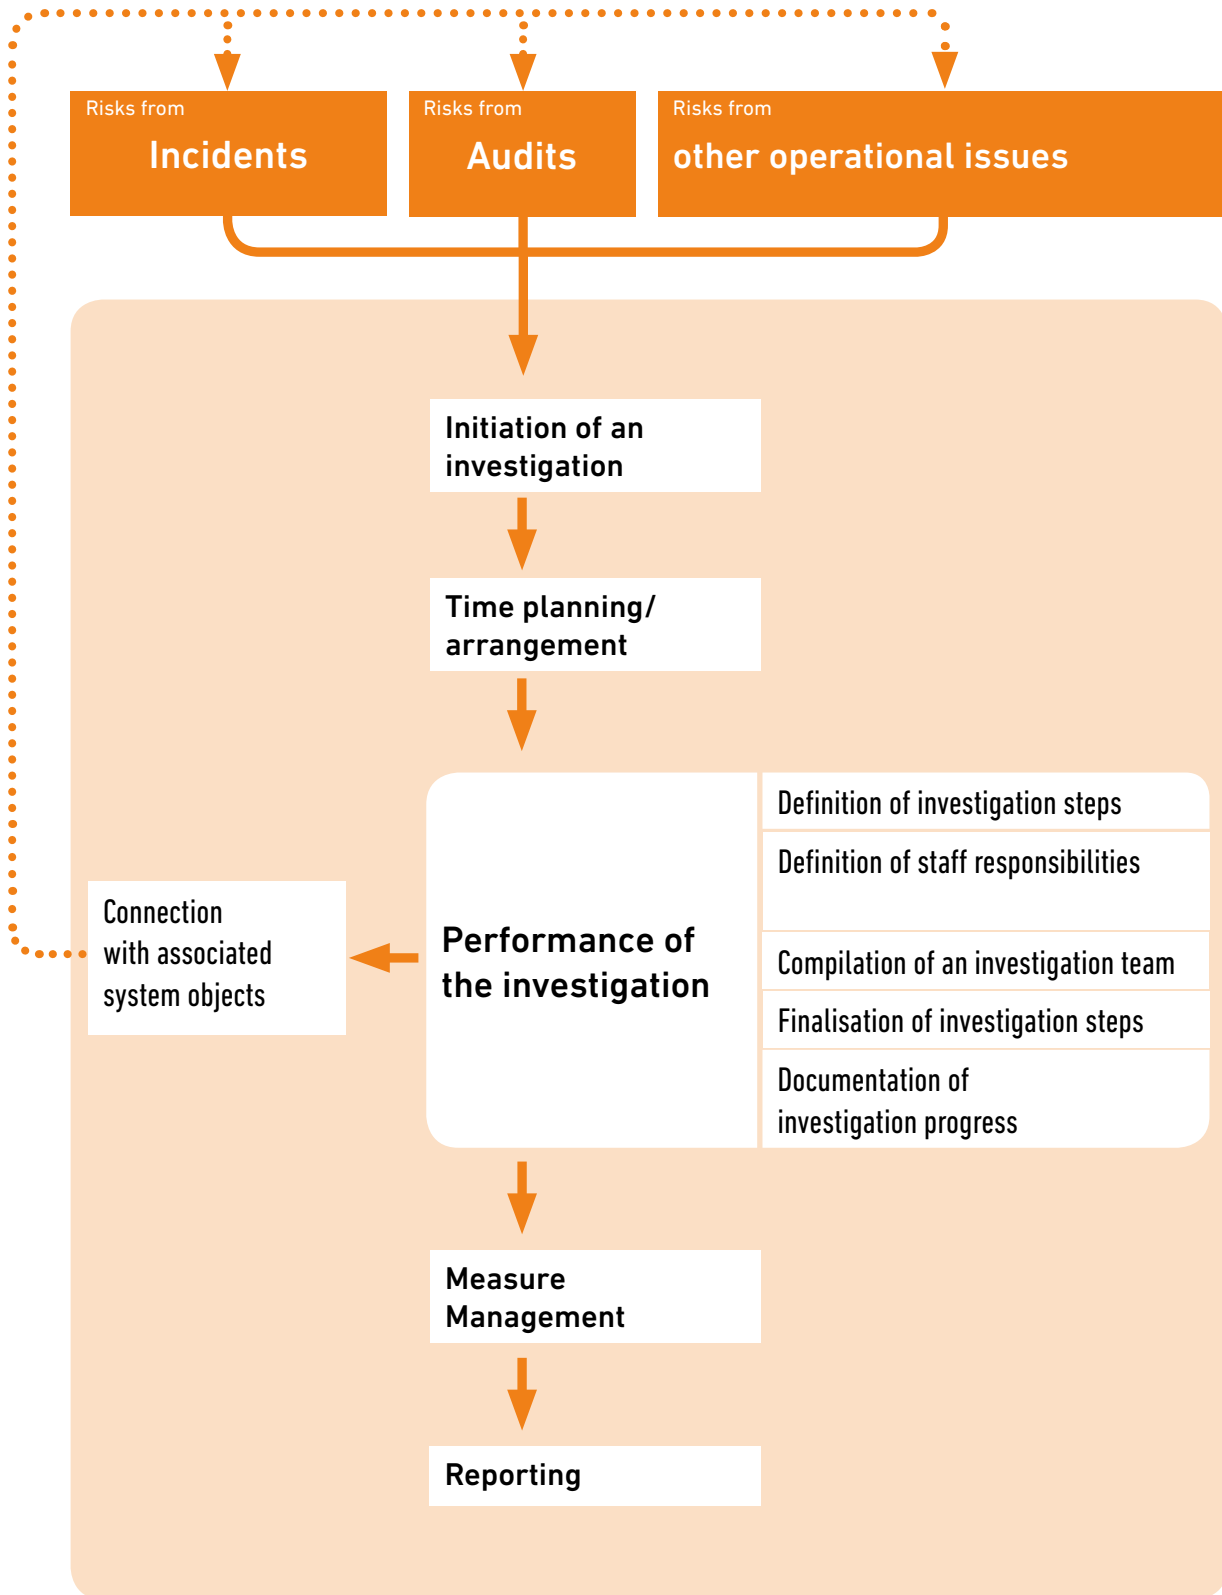 Risks from
Incidents
Risks from
Audits
Risks from
other operational issues
Initiation of an
investigation
Time planning/
arrangement
Performance of
the investigation
Definition of investigation steps
Definition of staff responsibilities
Compilation of an investigation team
Finalisation of investigation steps
Documentation of
investigation progress
Connection
with associated
system objects
Measure
Management
Reporting